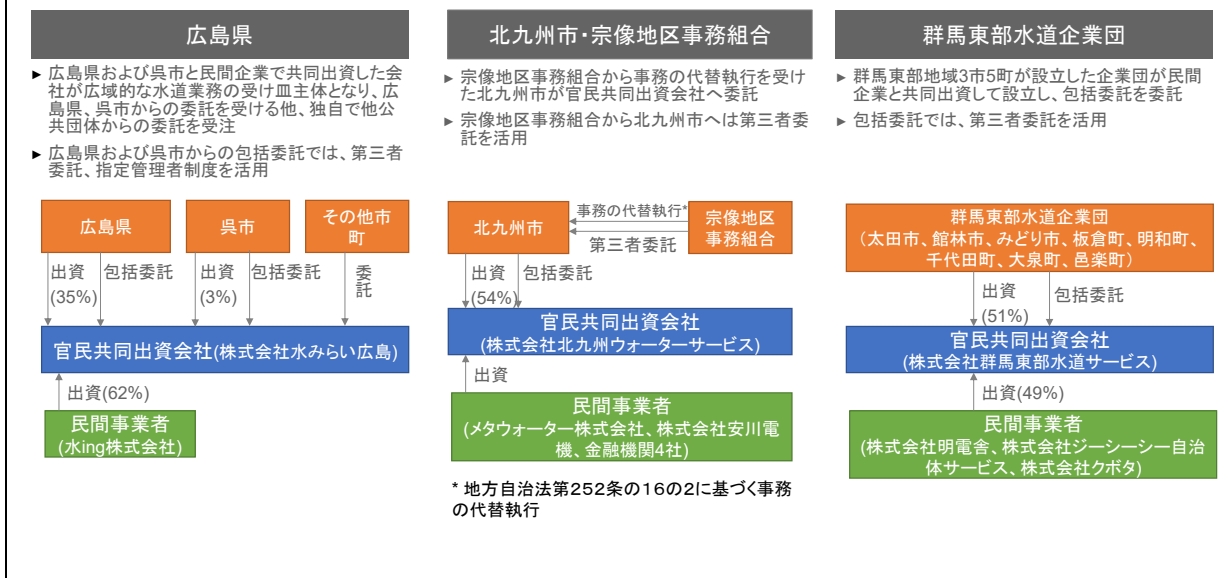 広島県
► 広島県および呉市と民間企業で共同出資した会
社が広域的な水道業務の受け皿主体となり、広
島県、呉市からの委託を受ける他、独自で他公
共団体からの委託を受注
► 広島県および呉市からの包括委託では、第三者
委託、指定管理者制度を活用
広島県
呉市
その他市
町
出資
(35%)
包括委託
出資
(3%)
包括委託
委
託
官民共同出資会社(株式会社水みらい広島)
出資(62%)
民間事業者
(水ing株式会社)
北九州市・宗像地区事務組合
► 宗像地区事務組合から事務の代替執行を受け
た北九州市が官民共同出資会社へ委託
► 宗像地区事務組合から北九州市へは第三者委
託を活用
北九州市
事務の代替執行*
第三者委託
宗像地区
事務組合
出資
(54%)
包括委託
官民共同出資会社
(株式会社北九州ウォーターサービス)
出資
民間事業者
(メタウォーター株式会社、株式会社安川電
機、金融機関4社)
* 地方自治法第252条の16の2に基づく事務
の代替執行
群馬東部水道企業団
► 群馬東部地域3市5町が設立した企業団が民間
企業と共同出資して設立し、包括委託を委託
► 包括委託では、第三者委託を活用
群馬東部水道企業団
(太田市、館林市、みどり市、板倉町、明和町、
千代田町、大泉町、邑楽町)
出資
(51%)
包括委託
官民共同出資会社
(株式会社群馬東部水道サービス)
出資(49%)
民間事業者
(株式会社明電舎、株式会社ジーシーシー自治
体サービス、株式会社クボタ)